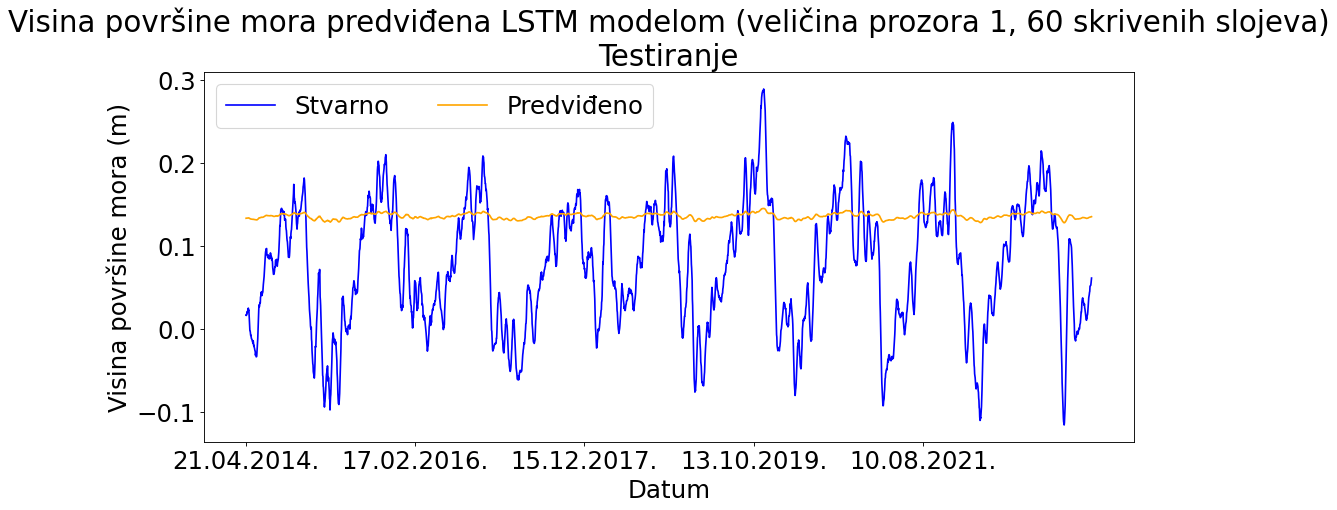 Visina površine mora predviđena LSTM modelom (veličina prozora 1, 60 skrivenih slojeva)
Testiranje
Stvarno
Predviđeno
Visina površine mora (m)
0.3
0.2
0.1
0.0
−0.1
21.04.2014.
17.02.2016.
15.12.2017.
13.10.2019.
10.08.2021.
Datum